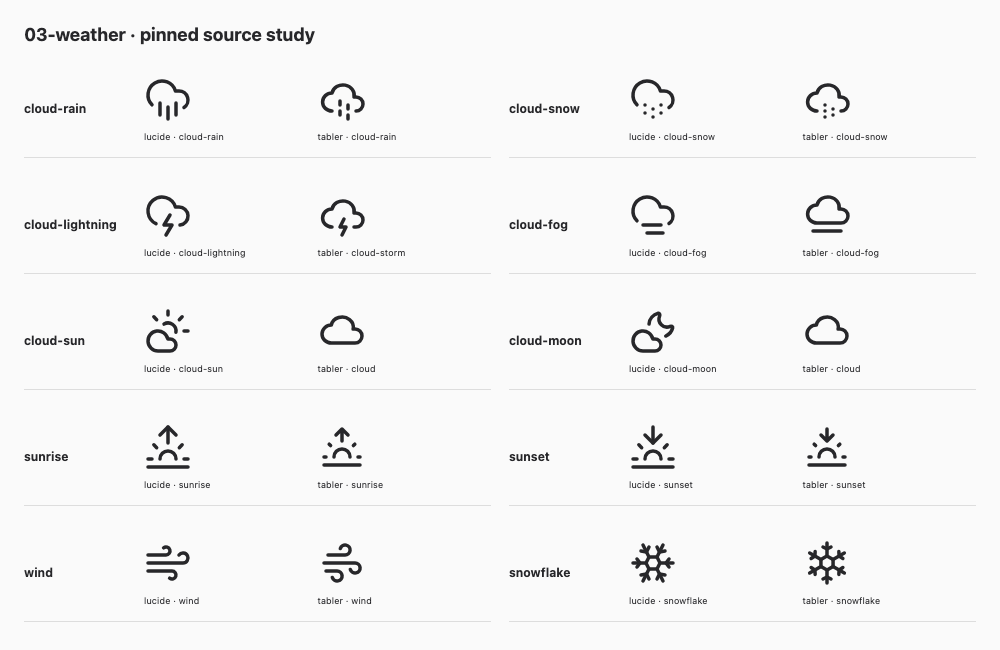 03-weather · pinned source study
cloud-rain
lucide · cloud-rain
tabler · cloud-rain
cloud-snow
lucide · cloud-snow
tabler · cloud-snow
cloud-lightning
lucide · cloud-lightning
tabler · cloud-storm
cloud-fog
lucide · cloud-fog
tabler · cloud-fog
cloud-sun
lucide · cloud-sun
tabler · cloud
cloud-moon
lucide · cloud-moon
tabler · cloud
sunrise
lucide · sunrise
tabler · sunrise
sunset
lucide · sunset
tabler · sunset
wind
lucide · wind
tabler · wind
snowflake
lucide · snowflake
tabler · snowflake